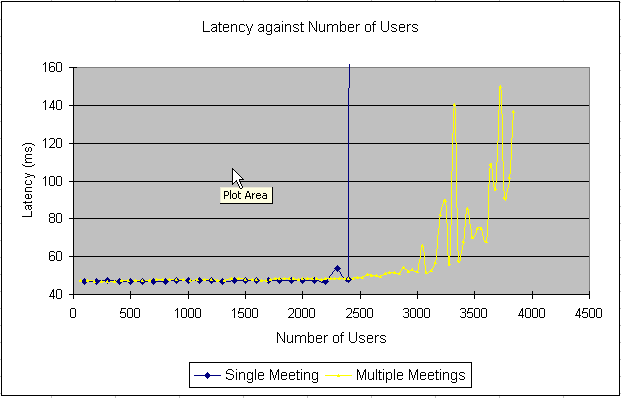 Latency against Number of Users
160
140
120
100
80
60
40
Latency (ms)
Plot Area
0 500 1000 1500 2000 2500 3000 3500 4000 4500
Number of Users
Single Meeting Multiple Meetings